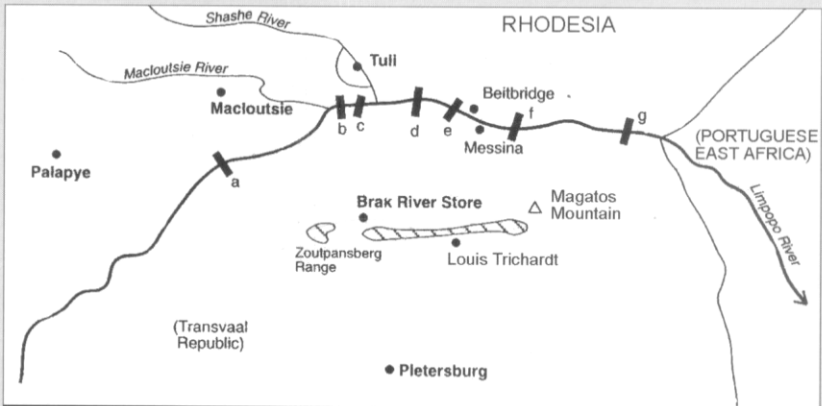 Shashe River
RHODESIA
Tuli
Macloutsie River
Macloutsie
Beitbridge
b
c
d
e
f
g
Messina
(PORTUGUESE
EAST AFRICA)
Palapye
a
Limpopo River
Brak River Store
Magatos
Mountain
Zoutpansberg
Range
Louis Trichardt
(Transvaal
Republic)
Pletersburg